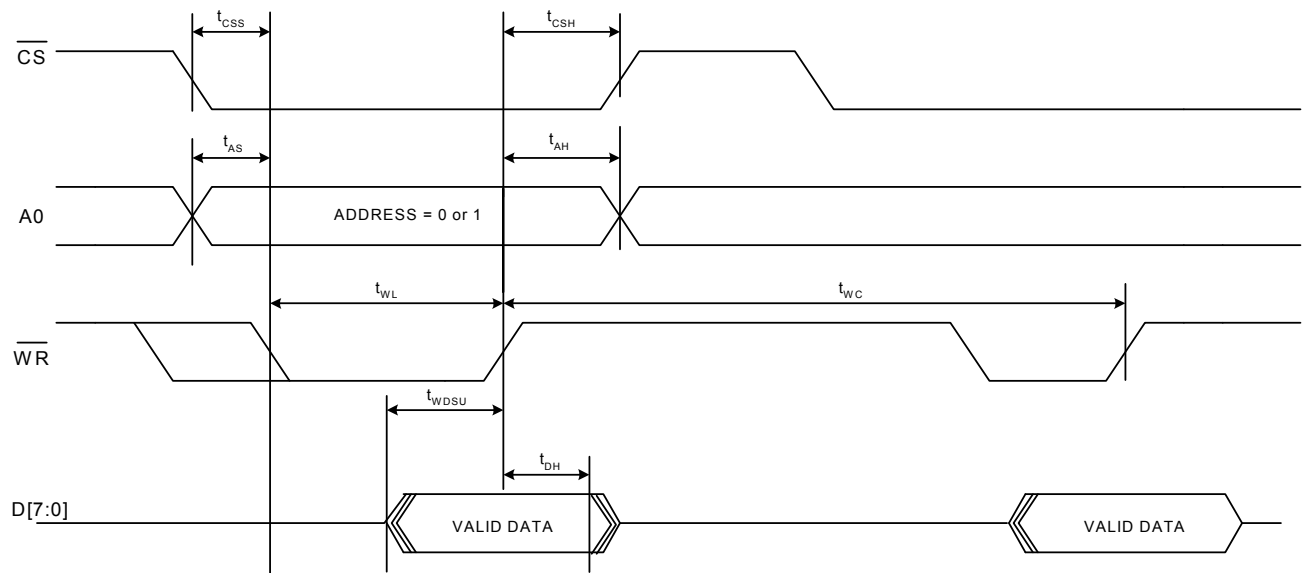 tCSS tCSH
CS
tAS tAH
A0 ADDRESS = 0 or 1
tWL tWC
WR
tWDSU
tDH
D[7:0] VALID DATA VALID DATA